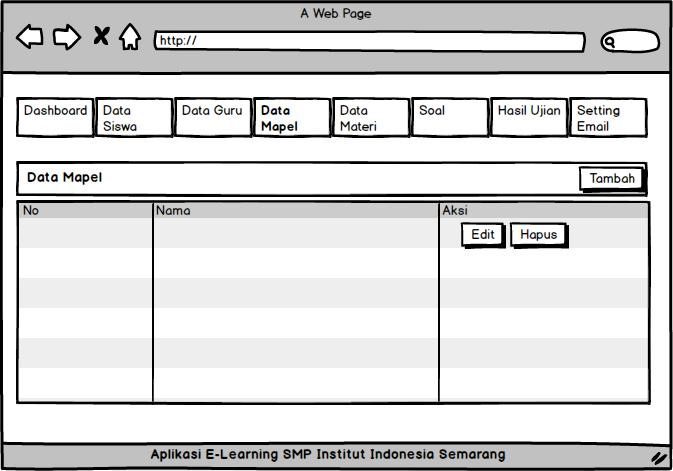 A Web Page
http://
Dashboard
Data
Siswa
Data Guru
Data
Mapel
Data
Materi
Soal
Hasil Ujian
Setting
Email
Data Mapel
Tambah
No
Nama
Aksi
Edit
Hapus
Aplikasi E-Learning SMP Institut Indonesia Semarang